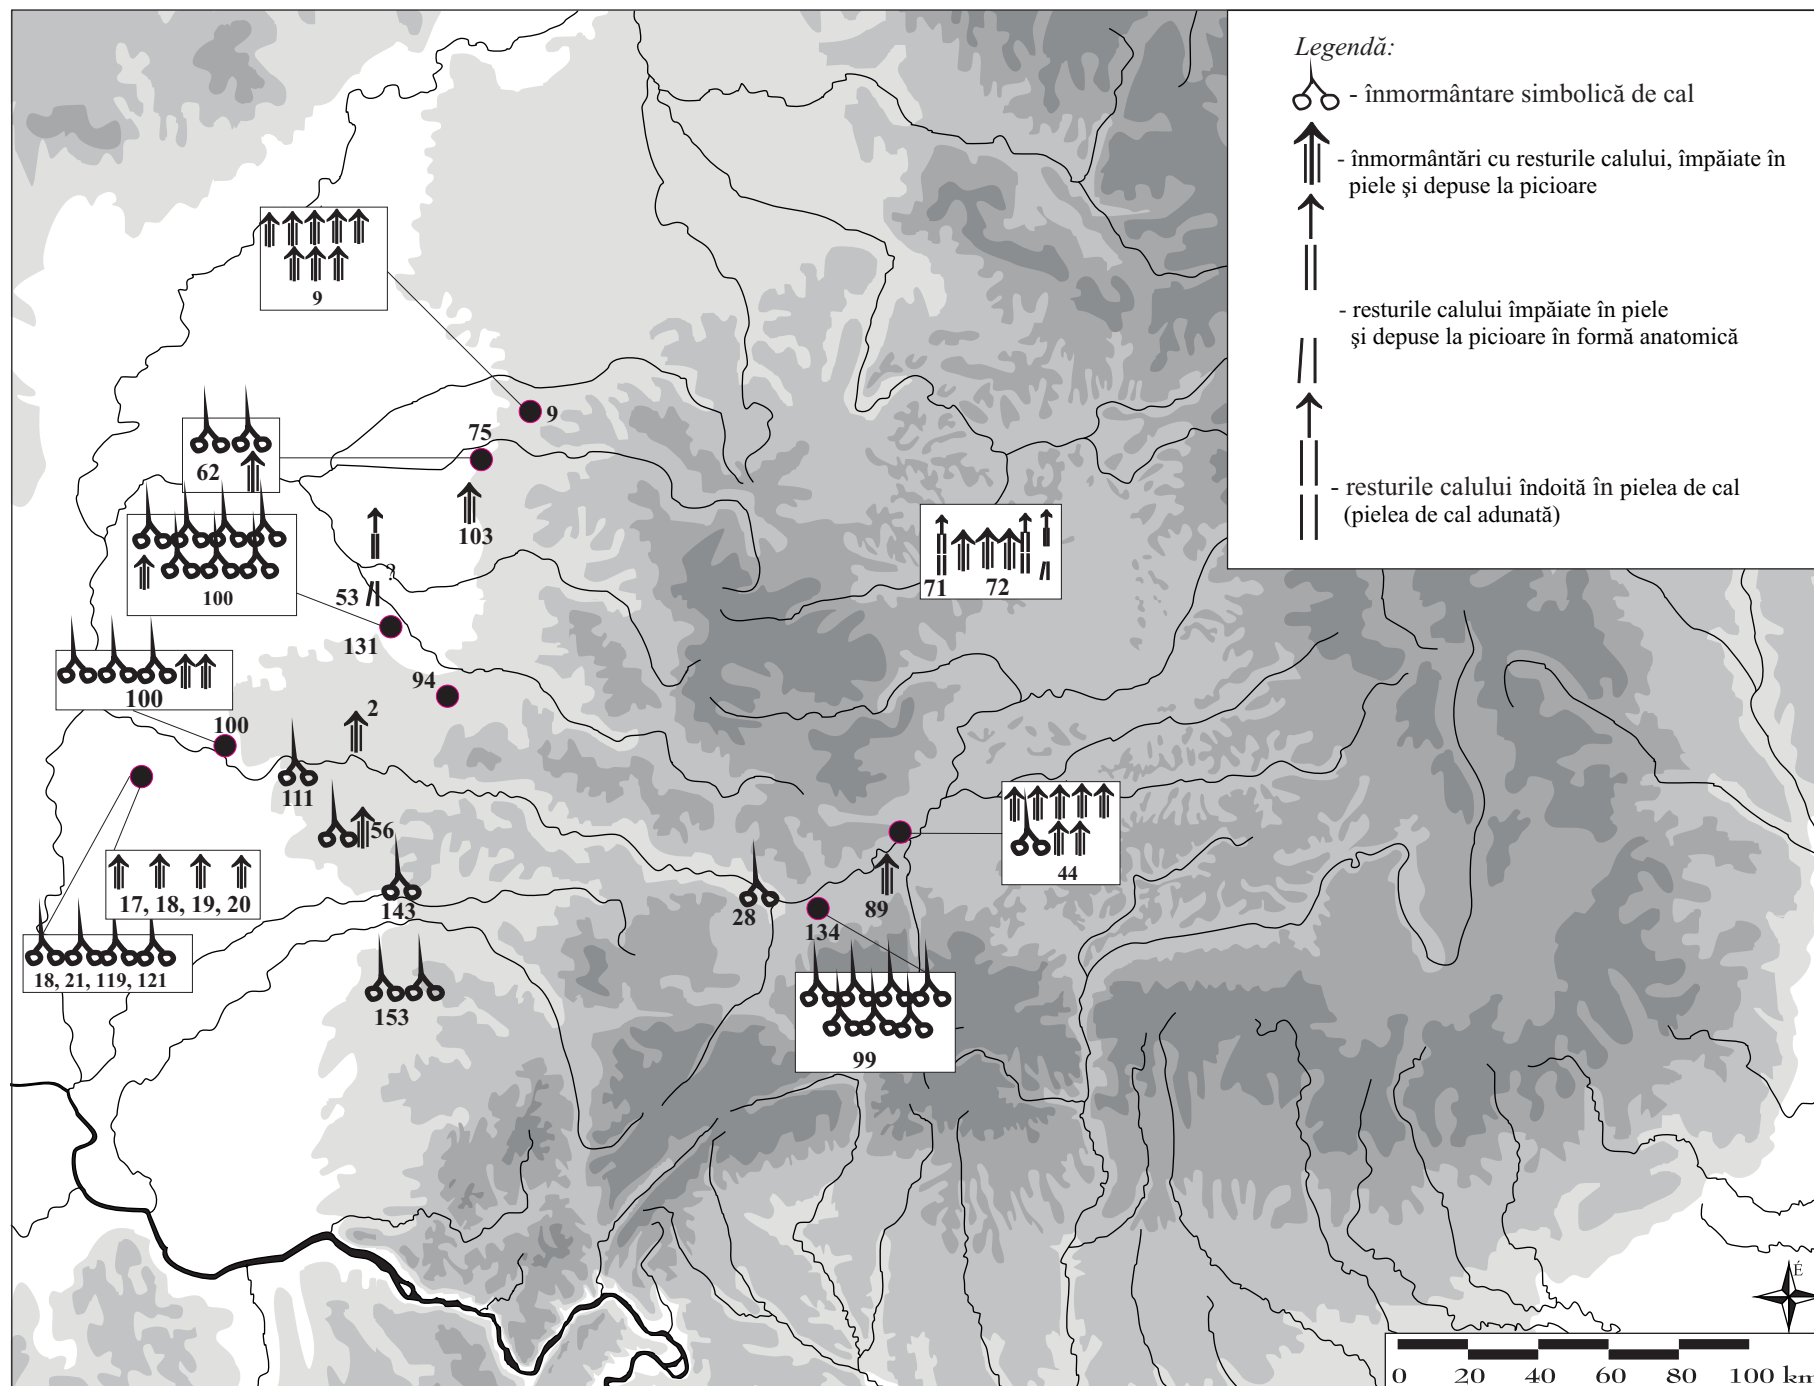 Legendă:
- înmormântare simbolică de cal
- înmormântări cu resturile calului, împăiate în
piele şi depuse la picioare
- resturile calului împăiate în piele
şi depuse la picioare în formă anatomică
- resturile calului îndoită în pielea de cal
(pielea de cal adunată)
9
9
75
62
103
100
?
53
131
71
72
94
100
2
100
111
56
44
17, 18, 19, 20
143
28
89
134
18, 21, 119, 121
153
99
É
0 20 40 60 80 100 km